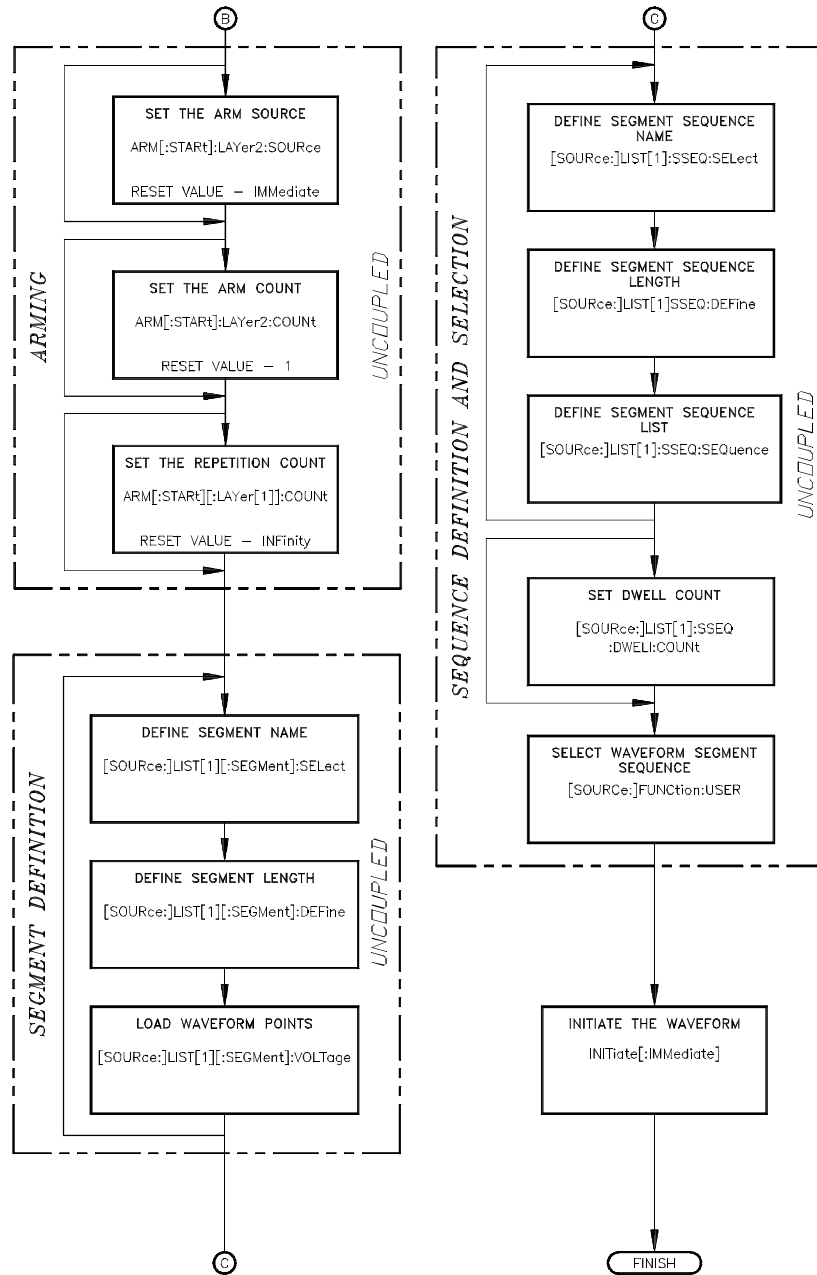 B
ARMING
SET THE ARM SOURCE
ARM[:STARt]:LAYer2:SOURce
RESET VALUE – IMMediate
SET THE ARM COUNT
ARM[:STARt]:LAYer2:COUNt
RESET VALUE – 1
SET THE REPETITION COUNT
ARM[:STARt][:LAYer[1]]:COUNt
RESET VALUE – INFinity
UNCOUPLED
SEGMENT DEFINITION
DEFINE SEGMENT NAME
[SOURce:]LIST[1][:SEGMent]:SELect
DEFINE SEGMENT LENGTH
[SOURce:]LIST[1][:SEGMent]:DEFine
LOAD WAVEFORM POINTS
[SOURce:]LIST[1][:SEGMent]:VOLTage
UNCOUPLED
C
C
SEQUENCE DEFINITION AND SELECTION
DEFINE SEGMENT SEQUENCE
NAME
[SOURce:]LIST[1]:SSEQ:SELect
DEFINE SEGMENT SEQUENCE
LENGTH
[SOURce:]LIST[1]SSEQ:DEFine
DEFINE SEGMENT SEQUENCE
LIST
[SOURce:]LIST[1]:SSEQ:SEQuence
SET DWELL COUNT
[SOURce:]LIST[1]:SSEQ
:DWELl:COUNt
SELECT WAVEFORM SEGMENT
SEQUENCE
[SOURCe:]FUNCtion:USER
UNCOUPLED
INITIATE THE WAVEFORM
INITiate[:IMMediate]
FINISH